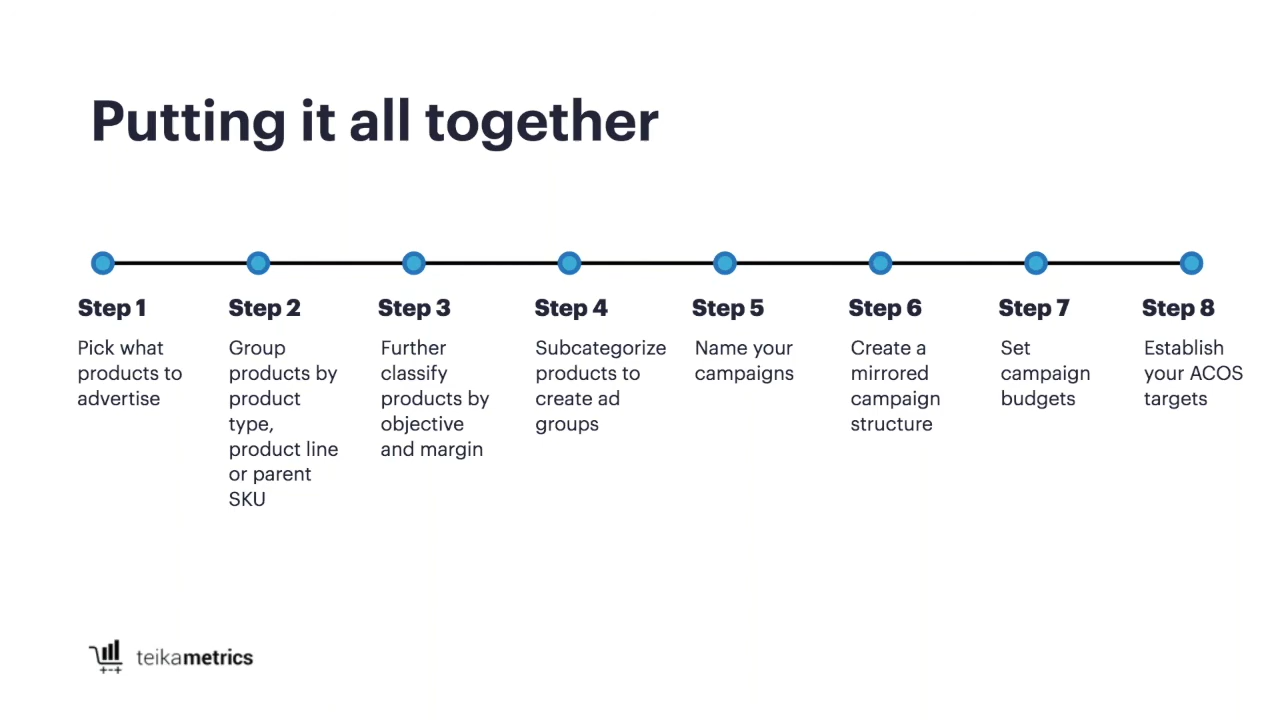 Putting it all together
Step 1
Pick what
products to
advertise
Step 2
Group
products by
product
type,
product line
or parent
SKU
Step 3
Further
classify
products by
objective
and margin
Step 4
Subcategorize
products to
create ad
groups
Step 5
Name your
campaigns
Step 6
Create a
mirrored
campaign
structure
Step 7
Set
campaign
budgets
Step 8
Establish
your ACOS
targets
teikametrics